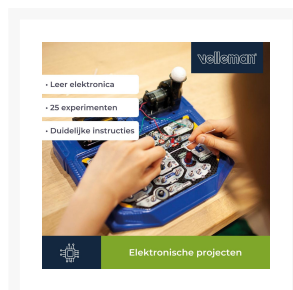 velleman
• Leer elektronica
• 25 experimenten
• Duidelijke instructies
Elektronische projecten